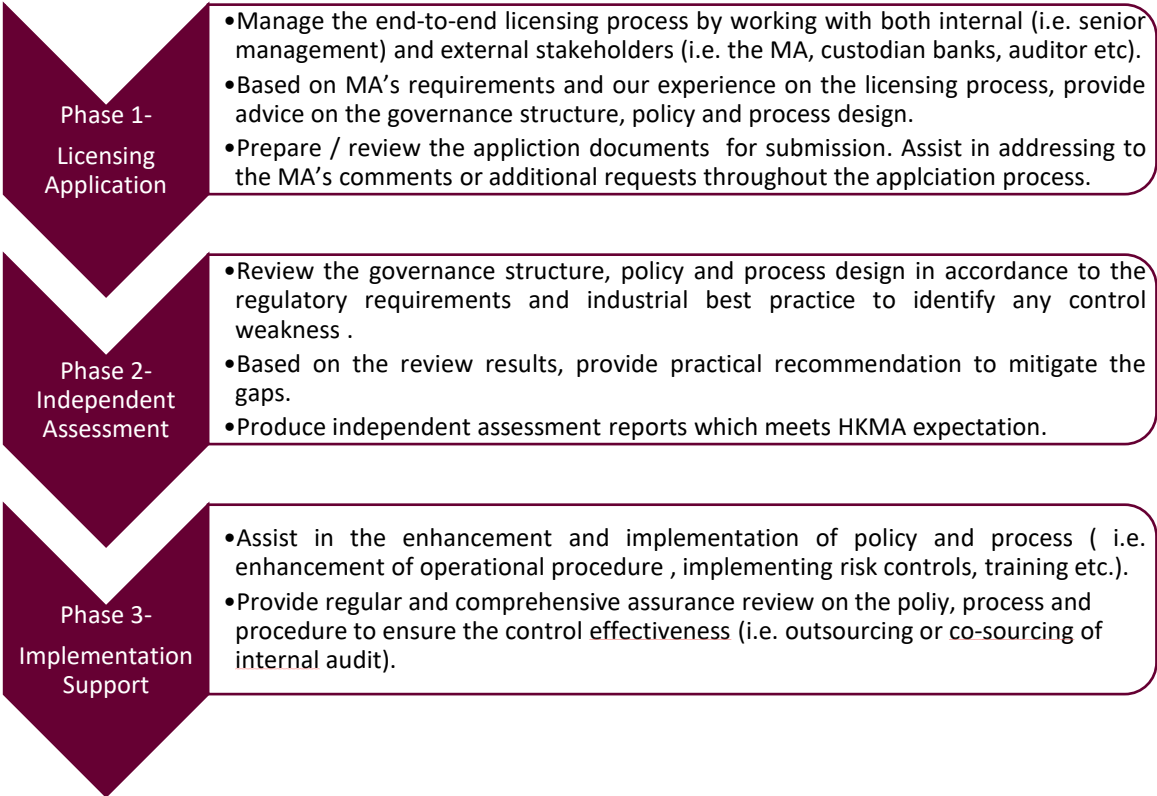 Phase 1-
Licensing
Application
•Manage the end-to-end licensing process by working with both internal (i.e. senior
management) and external stakeholders (i.e. the MA, custodian banks, auditor etc).
•Based on MA's requirements and our experience on the licensing process, provide
advice on the governance structure, policy and process design.
•Prepare / review the appliction documents for submission. Assist in addressing to
the MA's comments or additional requests throughout the applciation process.
Phase 2-
Independent
Assessment
•Review the governance structure, policy and process design in accordance to the
regulatory requirements and industrial best practice to identify any control
weakness .
•Based on the review results, provide practical recommendation to mitigate the
gaps.
•Produce independent assessment reports which meets HKMA expectation.
Phase 3-
Implementation
Support
•Assist in the enhancement and implementation of policy and process ( i.e.
enhancement of operational procedure , implementing risk controls, training etc.).
•Provide regular and comprehensive assurance review on the poliy, process and
procedure to ensure the control effectiveness (i.e. outsourcing or co-sourcing of
internal audit).